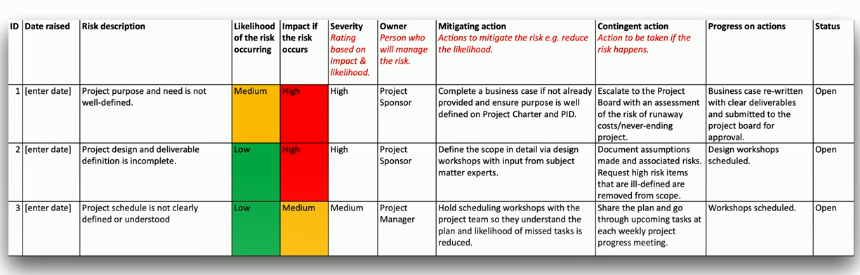 ID Date raised Risk description Likelihood of the risk occurring Impact if the risk occurs Severity Rating based on impact & likelihood. Owner Person who will manage the risk. Mitigating action Actions to mitigate the risk e.g. reduce the likelihood. Contingent action Action to be taken if the risk happens. Progress on actions Status
1 [enter date] Project purpose and need is not well-defined. Medium High High Project Sponsor Complete a business case if not already provided and ensure purpose is well defined on Project Charter and PID. Escalate to the Project Board with an assessment of the risk of runaway costs/never-ending project. Business case re-written with clear deliverables and submitted to the project board for approval. Open
2 [enter date] Project design and deliverable definition is incomplete. Low High High Project Sponsor Define the scope in detail via design workshops with input from subject matter experts. Document assumptions made and associated risks. Request high risk items that are ill-defined are removed from scope. Design workshops scheduled. Open
3 [enter date] Project schedule is not clearly defined or understood Low Medium Medium Project Manager Hold scheduling workshops with the project team so they understand the plan and likelihood of missed tasks is reduced. Share the plan and go through upcoming tasks at each weekly project progress meeting. Workshops scheduled. Open